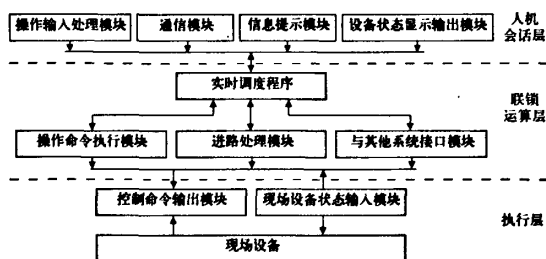 操作输入处理模块
通信模块
信息提示模块
设备状态显示输出模块
人机
会话层
实时调度程序
联锁
运算层
操作命令执行模块
进路处理模块
与其他系统接口模块
控制命令输出模块
现场设备状态输入模块
执行层
现场设备